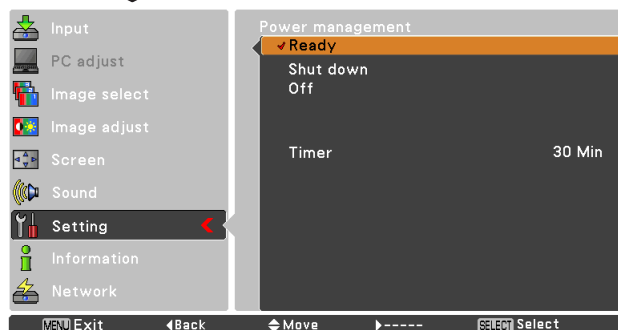 Input
PC adjust
Image select
Image adjust
Screen
Sound
Setting
Information
Network
Power management
Ready
Shut down
Off
Timer 30 Min
MENU Exit Back Move ----- SELECT Select